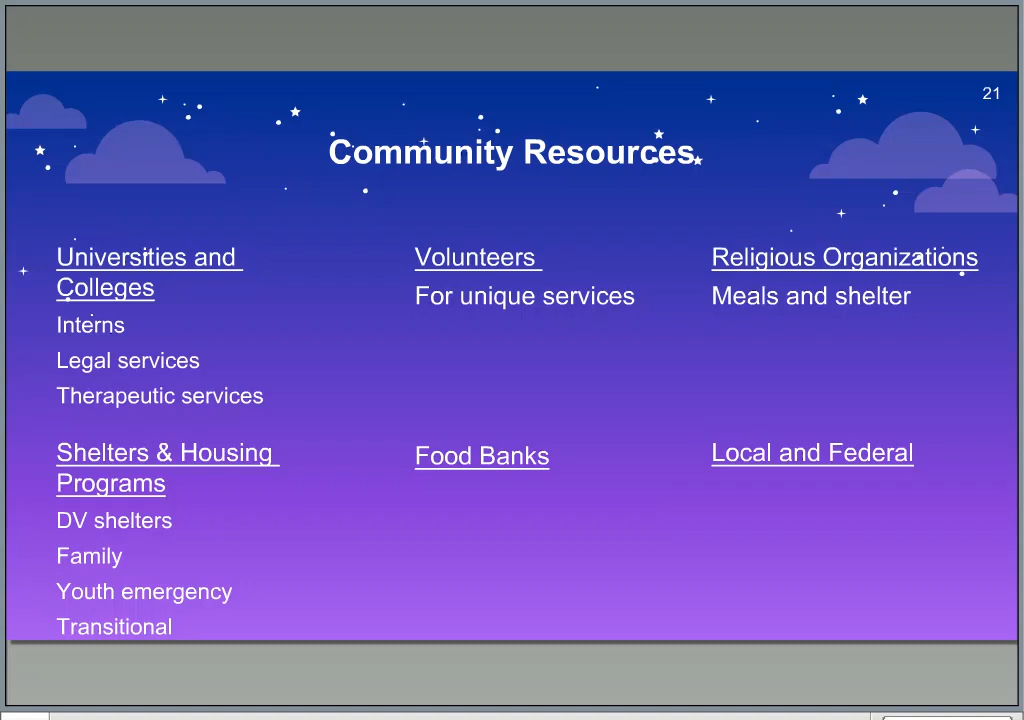 21
Community Resources
Universities and
Colleges
Interns
Legal services
Therapeutic services
Volunteers
For unique services
Religious Organizations
Meals and shelter
Shelters & Housing
Programs
DV shelters
Family
Youth emergency
Transitional
Food Banks
Local and Federal